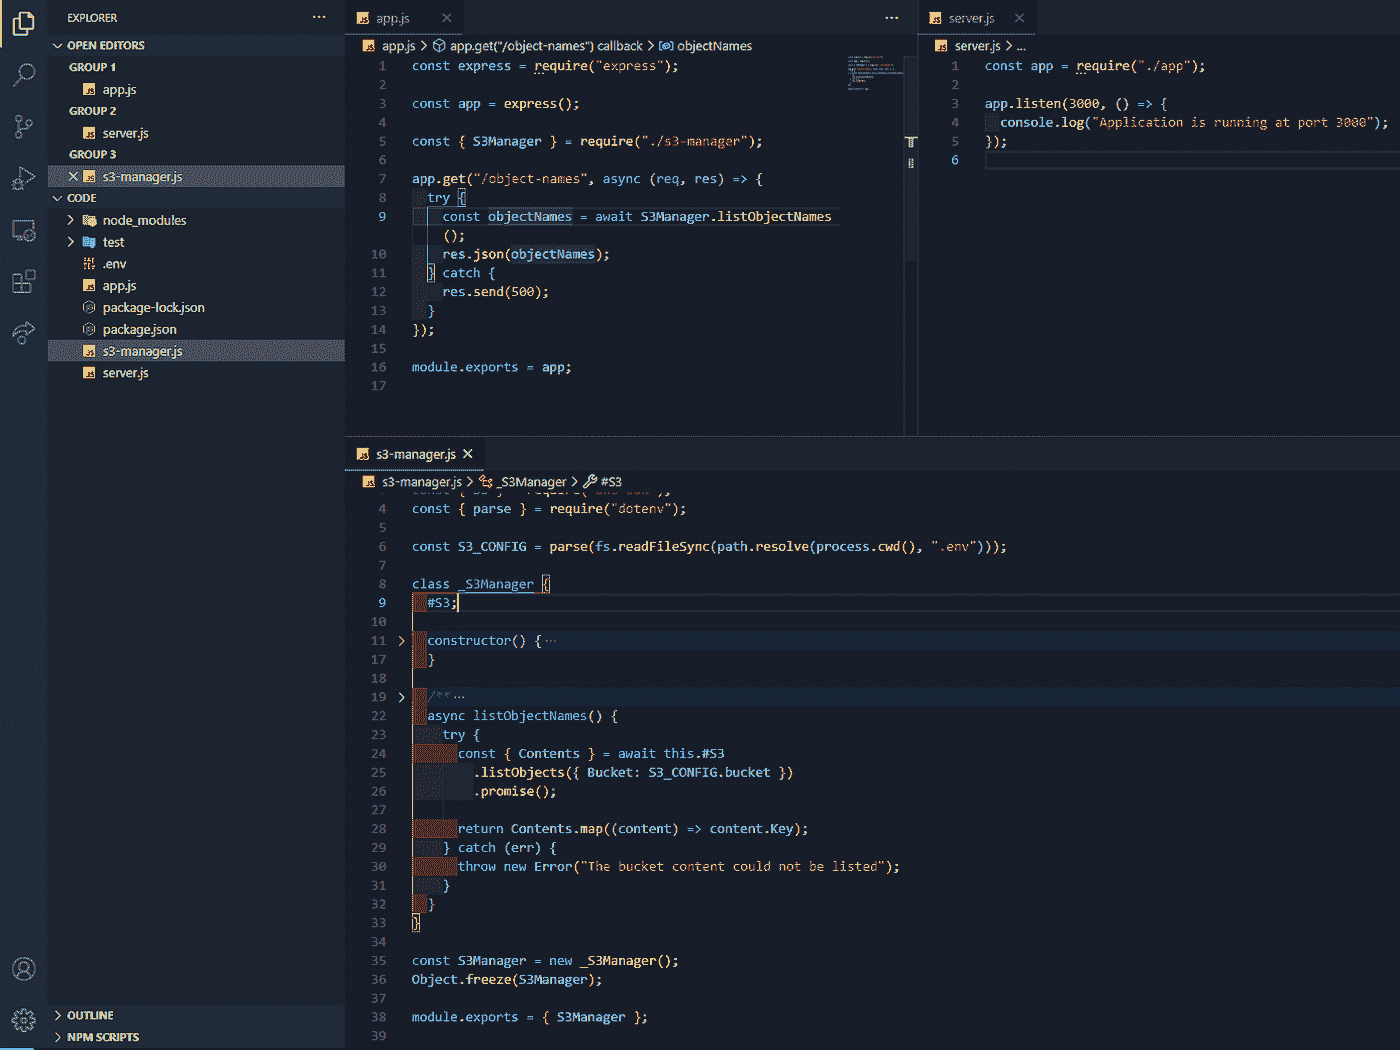 EXPLORER
OPEN EDITORS
GROUP 1
app.js
GROUP 2
server.js
GROUP 3
s3-manager.js
CODE
node_modules
test
.env
app.js
package-lock.json
package.json
s3-manager.js
server.js
OUTLINE
NPM SCRIPTS
app.js
app.js > app.get("/object-names") callback > objectNames
1 const express = require("express");
2
3 const app = express();
4
5 const { S3Manager } = require("./s3-manager");
6
7 app.get("/object-names", async (req, res) => {
8 try {
9 const objectNames = await S3Manager.listObjectNames
();
10 res.json(objectNames);
11 } catch {
12 res.send(500);
13 }
14 });
15
16 module.exports = app;
17
server.js
server.js > ...
1 const app = require("./app");
2
3 app.listen(3000, () => {
4 console.log("Application is running at port 3000");
5 });
6
s3-manager.js
s3-manager.js > _S3Manager > #S3
4 const { parse } = require("dotenv");
5
6 const S3_CONFIG = parse(fs.readFileSync(path.resolve(process.cwd(), ".env")));
7
8 class _S3Manager {
9 #S3;
10
11 constructor() { ...
17 }
18
19 /** ...
22 async listObjectNames() {
23 try {
24 const { Contents } = await this.#S3
25 .listObjects({ Bucket: S3_CONFIG.bucket })
26 .promise();
27
28 return Contents.map((content) => content.Key);
29 } catch (err) {
30 throw new Error("The bucket content could not be listed");
31 }
32 }
33 }
34
35 const S3Manager = new _S3Manager();
36 Object.freeze(S3Manager);
37
38 module.exports = { S3Manager };
39